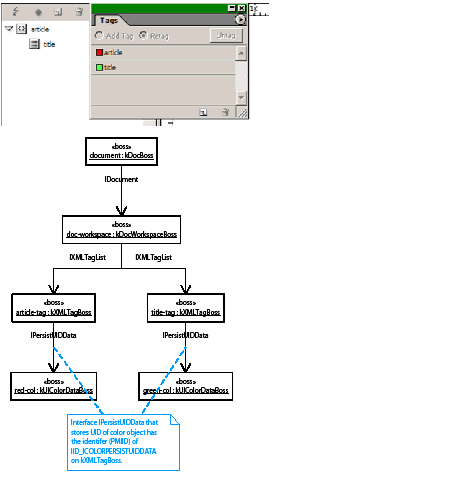 Tags
article
title
Add Tag
Retag
Untag
article
title
«boss»
document : kDocBoss
IDocument
«boss»
doc-workspace : kDocWorkspaceBoss
IXMLTagList
IXMLTagList
«boss»
article-tag : kXMLTagBoss
«boss»
title-tag : kXMLTagBoss
IPersistUIDData
IPersistUIDData
«boss»
red-col : kUIColorDataBoss
«boss»
green-col : kUIColorDataBoss
Interface IPersistUIDData that
stores UID of color object has
the identifer (PMIID) of
IID_ICOLORPERSISTUIDDATA
on kXMLTagBoss.